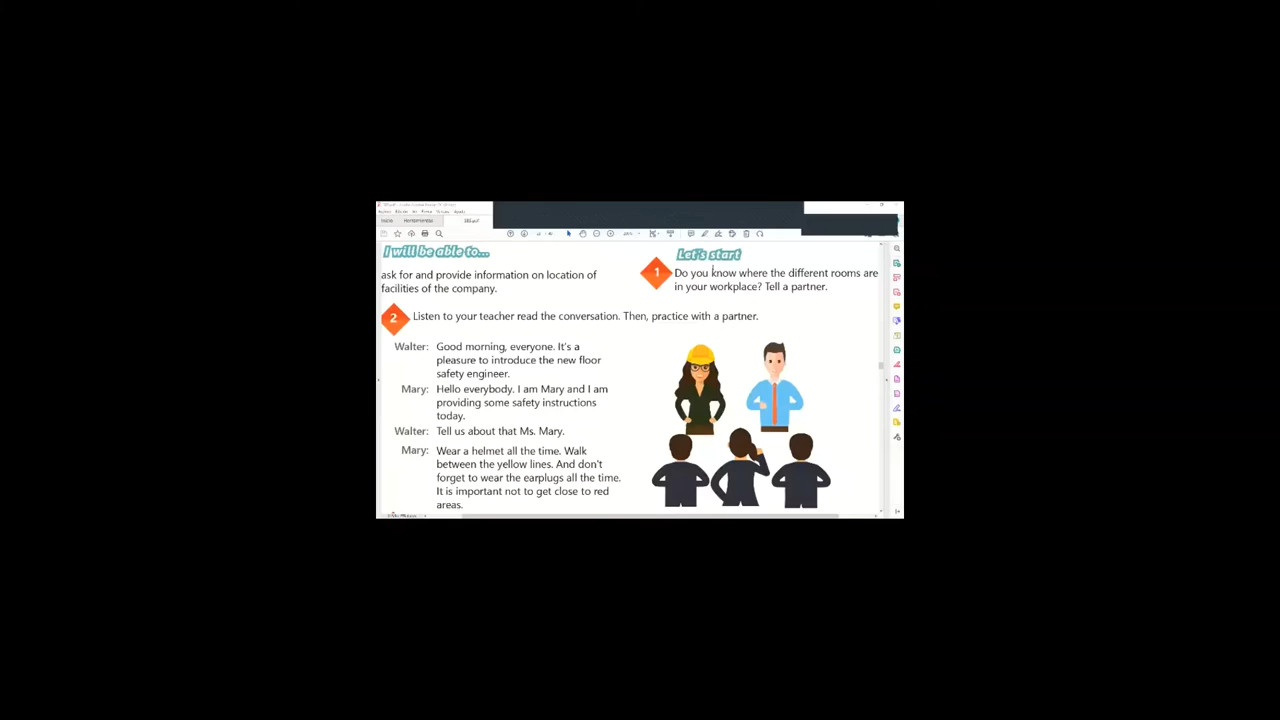 Inicio Herramientas
I will be able to...
ask for and provide information on location of
facilities of the company.
Let's start
1 Do you know where the different rooms are
in your workplace? Tell a partner.
2 Listen to your teacher read the conversation. Then, practice with a partner.
Walter: Good morning, everyone. It's a
pleasure to introduce the new floor
safety engineer.
Mary: Hello everybody. I am Mary and I am
providing some safety instructions
today.
Walter: Tell us about that Ms. Mary.
Mary: Wear a helmet all the time. Walk
between the yellow lines. And don't
forget to wear the earplugs all the time.
It is important not to get close to red
areas.